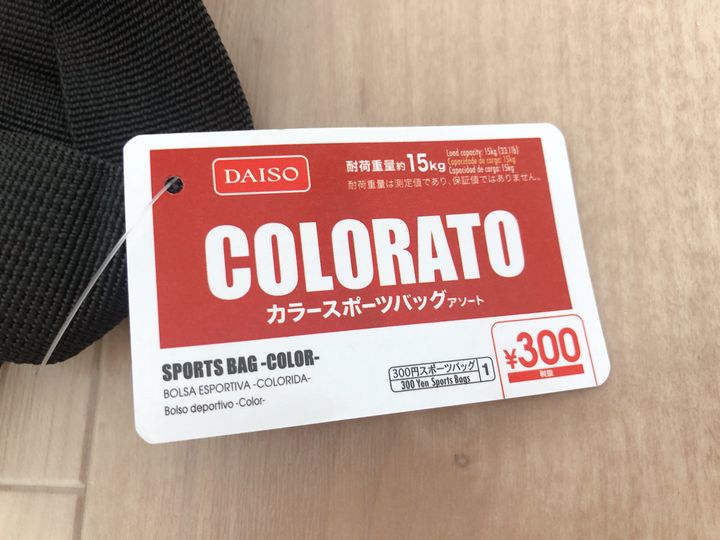 DAISO
耐荷重量約15kg
Load capacity: 15kg (33.1lb)
Capacidade de carga: 15kg
Capacidad de carga: 15kg
耐荷重量は測定値であり、保証値ではありません。
COLORATO
カラースポーツバッグアソート
SPORTS BAG -COLOR-
BOLSA ESPORTIVA -COLORIDA-
Bolso deportivo -Color-
300円スポーツバッグ
300 Yen Sports Bags
1
¥300
税抜